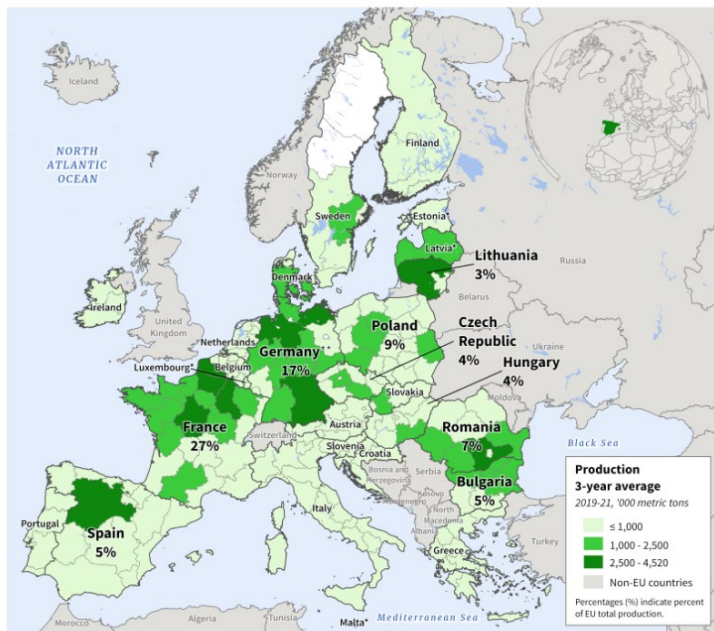 Iceland
NORTH
ATLANTIC
OCEAN
Norway
Finland
Sweden
Estonia*
Latvia*
Russia
Lithuania
3%
Denmark
Belarus
Ireland
United
Kingdom
Netherlands
Poland
9%
Czech
Republic
4%
Germany
17%
Hungary
4%
Ukraine
Luxembourg*
Belgium
Slovakia
Moldova
France
27%
Switzerland
Austria
Slovenia
Croatia
Romania
7%
Black Sea
Bosnia and
Herzegovina
Serbia
Bulgaria
5%
Montenegro
Kosovo
North
Macedonia
Albania
Italy
Portugal
Spain
5%
Greece
Turkey
Morocco
Algeria
Tunisia
Malta*
Mediterranean Sea
Production
3-year average
2019-21, '000 metric tons
≤ 1,000
1,000 - 2,500
2,500 - 4,520
Non-EU countries
Percentages (%) indicate percent
of EU total production.